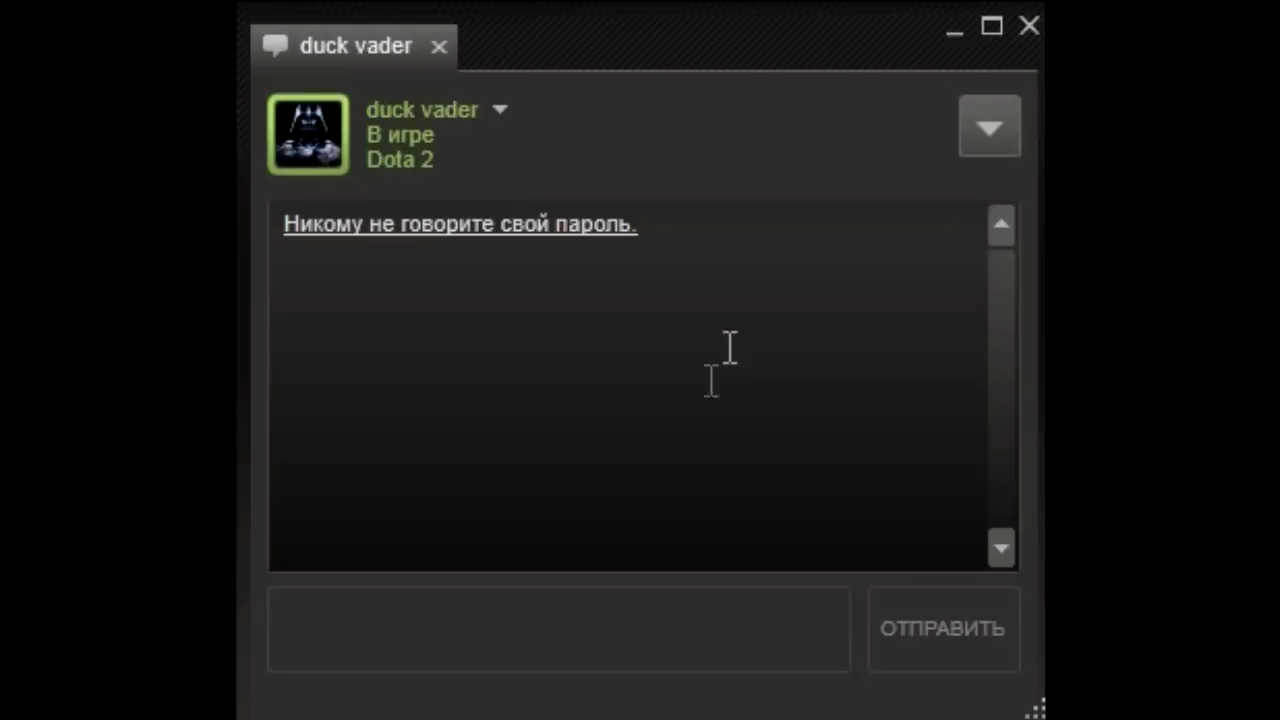 duck vader
duck vader
В игре
Dota 2
Никому не говорите свой пароль.
ОТПРАВИТЬ